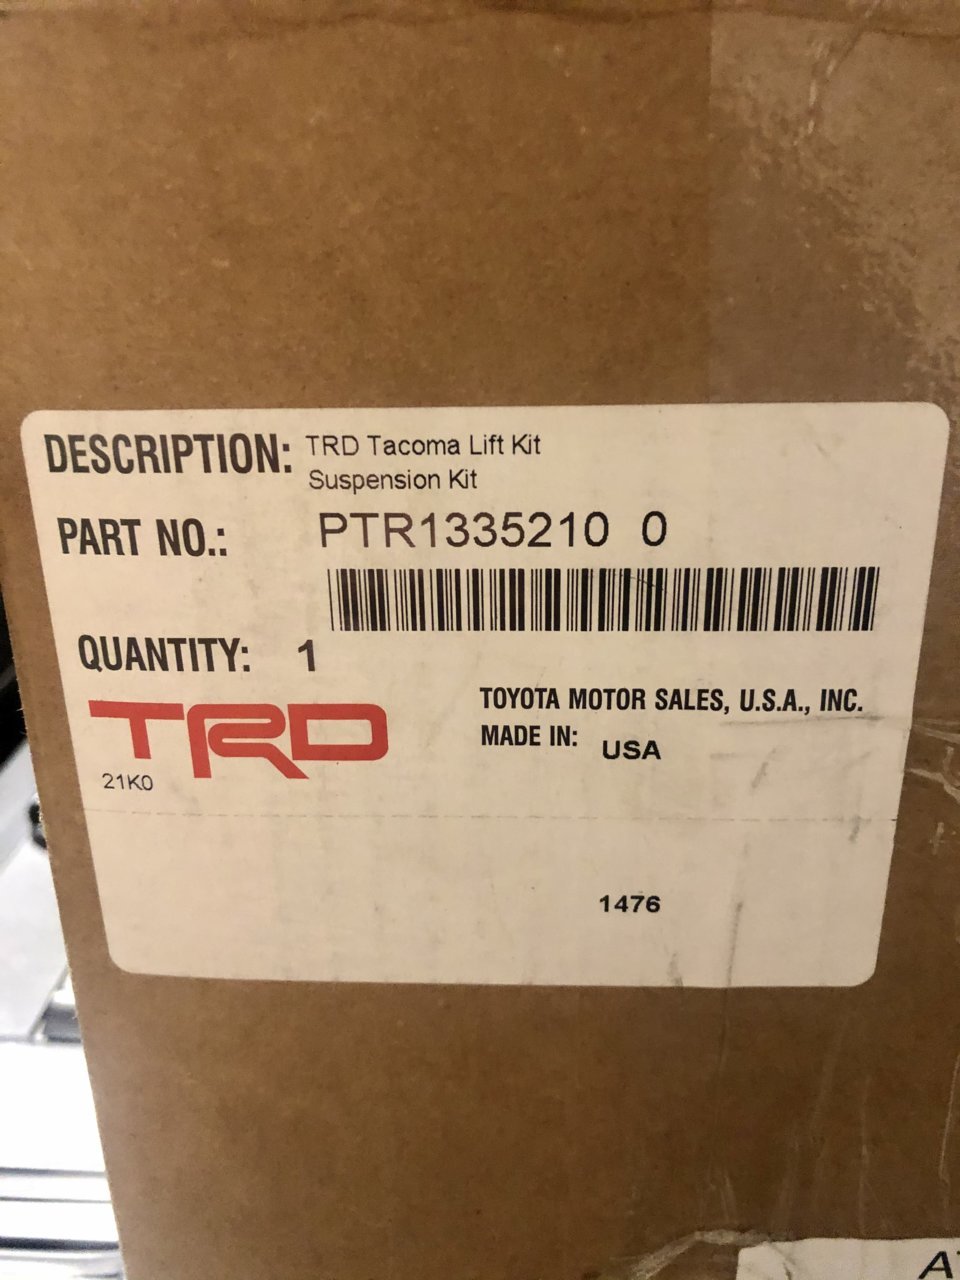 DESCRIPTION: TRD Tacoma Lift Kit
Suspension Kit
PART NO.: PTR1335210 0
QUANTITY: 1
TRD
21K0
TOYOTA MOTOR SALES, U.S.A., INC.
MADE IN: USA
1476